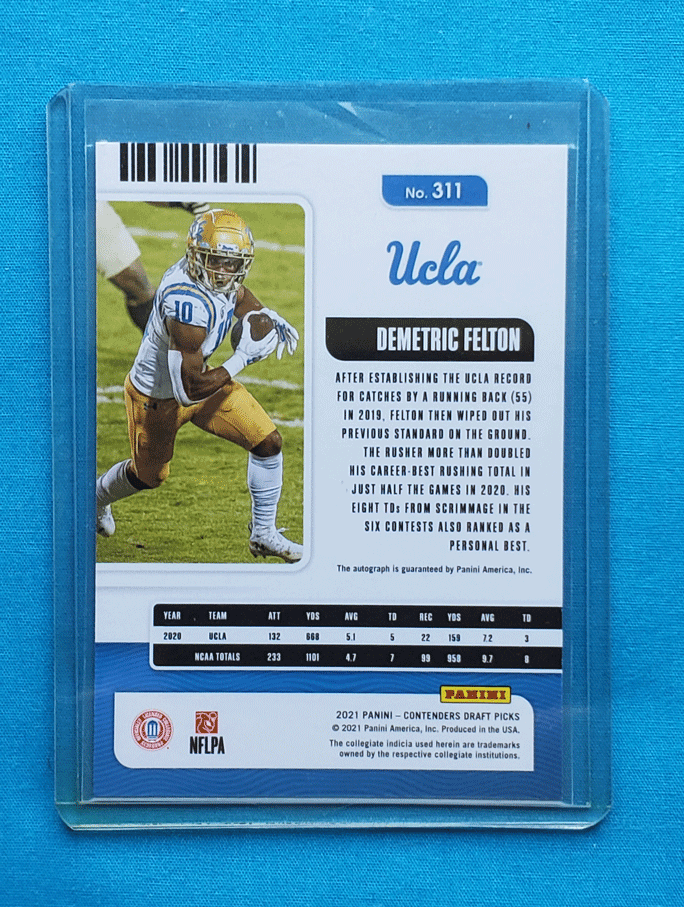 No. 311
Ucla
10
DEMETRIC FELTON
AFTER ESTABLISHING THE UCLA RECORD
FOR CATCHES BY A RUNNING BACK (55)
IN 2019, FELTON THEN WIPED OUT HIS
PREVIOUS STANDARD ON THE GROUND.
THE RUSHER MORE THAN DOUBLED
HIS CAREER-BEST RUSHING TOTAL IN
JUST HALF THE GAMES IN 2020. HIS
EIGHT TDs FROM SCRIMMAGE IN THE
SIX CONTESTS ALSO RANKED AS A
PERSONAL BEST.
The autograph is guaranteed by Panini America, Inc.
YEAR TEAM ATT YDS AVG TD REC YDS AVG TD
2020 UCLA 132 668 5.1 5 22 159 7.2 3
NCAA TOTALS 233 1101 4.7 7 99 958 9.7 8
PANINI
2021 PANINI – CONTENDERS DRAFT PICKS
© 2021 Panini America, Inc. Produced in the USA.
The collegiate indicia used herein are trademarks
owned by the respective collegiate institutions.
NFLPA